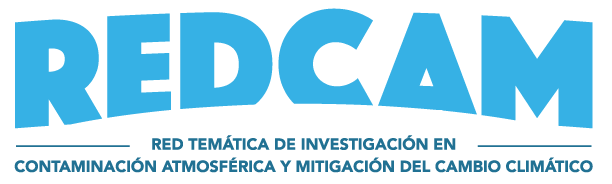 REDCAM
RED TEMÁTICA DE INVESTIGACIÓN EN
CONTAMINACIÓN ATMOSFÉRICA Y MITIGACIÓN DEL CAMBIO CLIMÁTICO